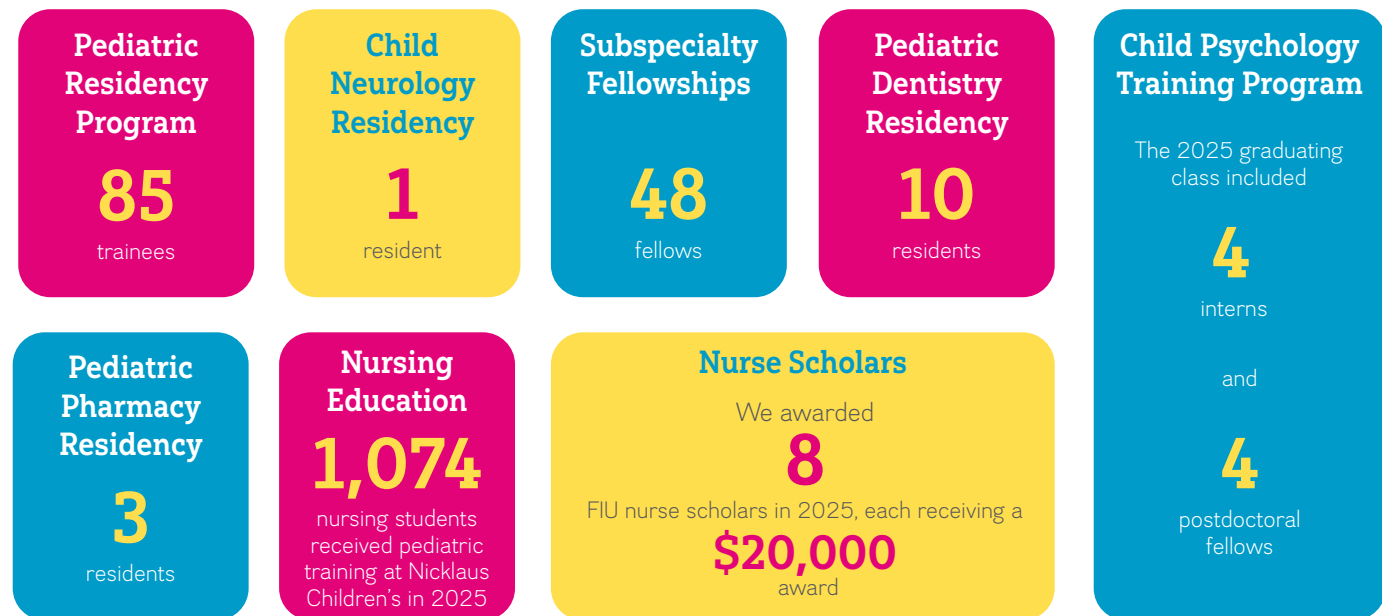 Pediatric
Residency
Program
85
trainees
Child
Neurology
Residency
1
resident
Subspecialty
Fellowships
48
fellows
Pediatric
Dentistry
Residency
10
residents
Child Psychology
Training Program
The 2025 graduating
class included
4
interns
and
4
postdoctoral
fellows
Pediatric
Pharmacy
Residency
3
residents
Nursing
Education
1,074
nursing students
received pediatric
training at Nicklaus
Children’s in 2025
Nurse Scholars
We awarded
8
FIU nurse scholars in 2025, each receiving a
$20,000
award